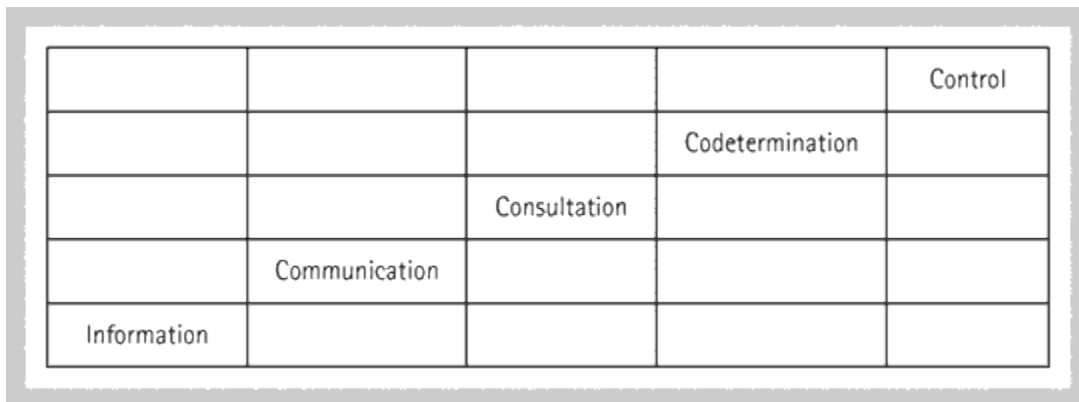 Control
Codetermination
Consultation
Communication
Information